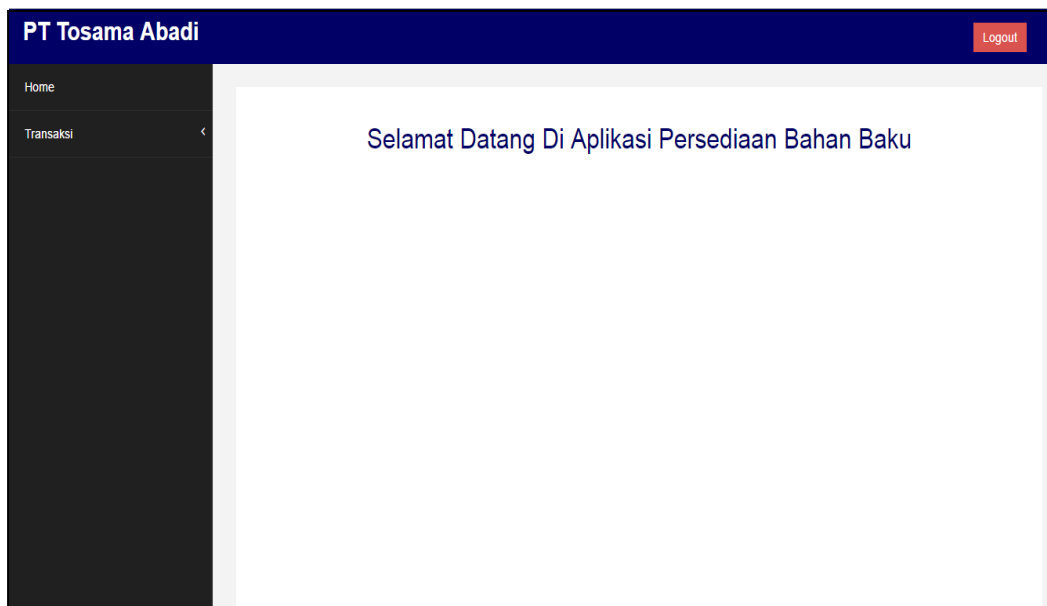 PT Tosama Abadi
Logout
Home
Transaksi
Selamat Datang Di Aplikasi Persediaan Bahan Baku